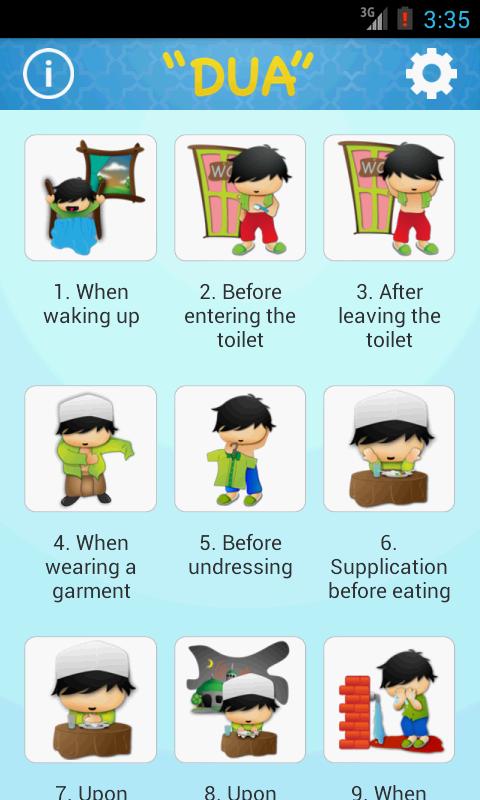 3G 3:35
"DUA"
WC
WC
1. When
waking up
2. Before
entering the
toilet
3. After
leaving the
toilet
4. When
wearing a
garment
5. Before
undressing
6.
Supplication
before eating
7. Upon
8. Upon
9. When